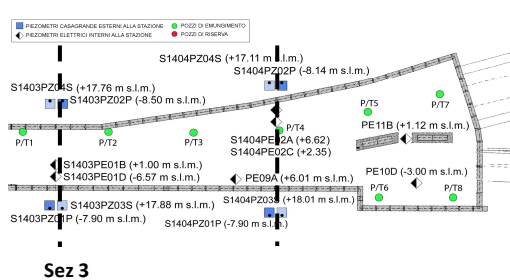 PIEZOMETRI CASAGRANDE ESTERNI ALLA STAZIONE
POZZI DI EMUNGIMENTO
PIEZOMETRI ELETTRICI INTERNI ALLA STAZIONE
POZZI DI RISERVA
S1404PZ04S (+17.11 m s.l.m.)
S1404PZ02P (-8.14 m s.l.m.)
S1403PZ04S (+17.76 m s.l.m.)
S1403PZ02P (-8.50 m s.l.m.)
P/T7
P/T5
PE11B (+1.12 m s.l.m.)
P/T1
P/T2
P/T3
P/T4
S1404PE02A (+6.62)
S1404PE02C (+2.35)
S1403PE01B (+1.00 m s.l.m.)
S1403PE01D (-6.57 m s.l.m.)
PE09A (+6.01 m s.l.m.)
PE10D (-3.00 m s.l.m.)
P/T6
P/T8
S1403PZ03S (+17.88 m s.l.m.)
S1404PZ03S (+18.01 m s.l.m.)
S1403PZ01P (-7.90 m s.l.m.)
S1404PZ01P (-7.90 m s.l.m.)
Sez 3